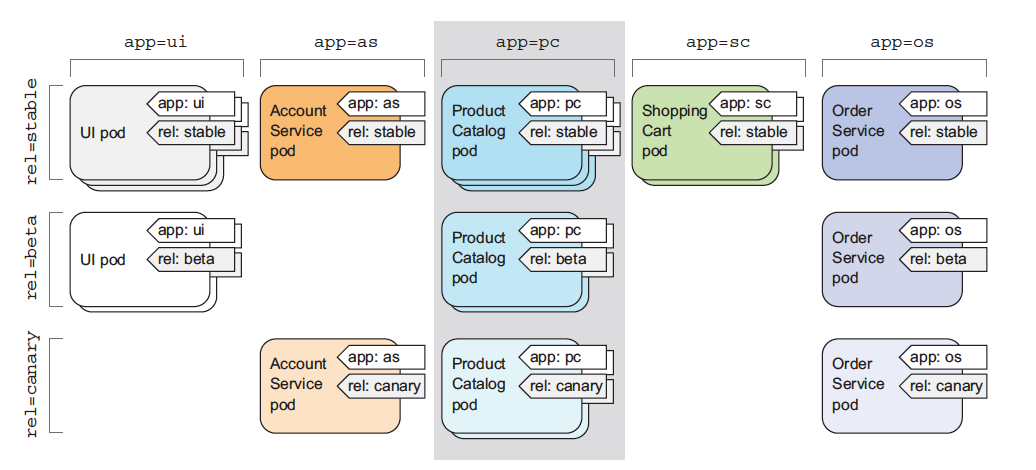 app=ui
app=as
app=pc
app=sc
app=os
rel=stable
UI pod
app: ui
rel: stable
Account
Service
pod
app: as
rel: stable
Product
Catalog
pod
app: pc
rel: stable
Shopping
Cart
pod
app: sc
rel: stable
Order
Service
pod
app: os
rel: stable
rel=beta
UI pod
app: ui
rel: beta
Product
Catalog
pod
app: pc
rel: beta
Order
Service
pod
app: os
rel: beta
rel=canary
Account
Service
pod
app: as
rel: canary
Product
Catalog
pod
app: pc
rel: canary
Order
Service
pod
app: os
rel: canary